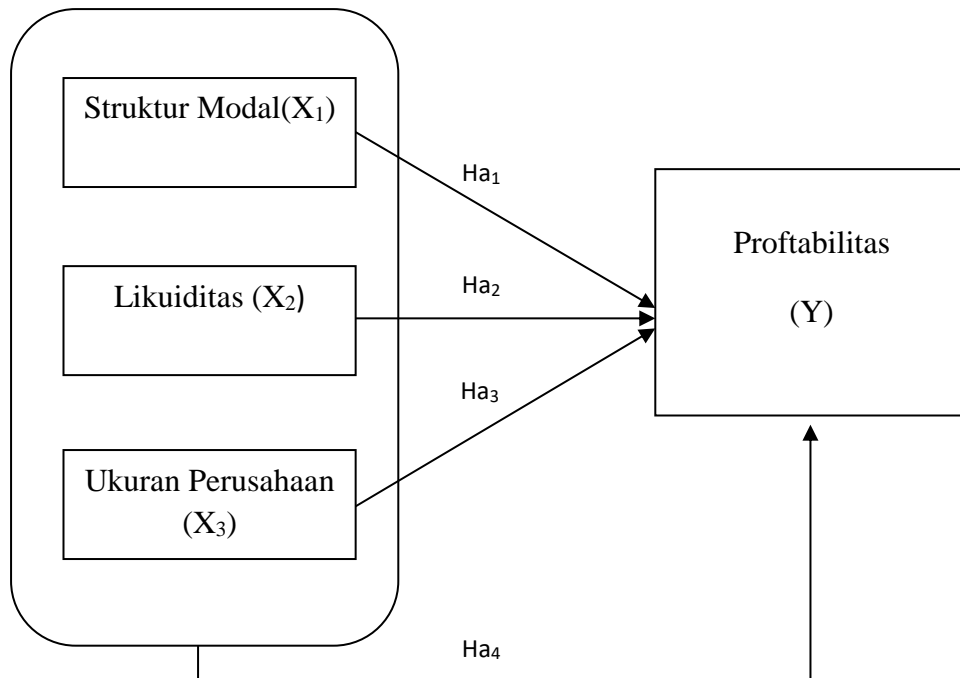 Struktur Modal(X₁)
Ha₁
Proftabilitas
(Y)
Likuiditas (X₂)
Ha₂
Ha₃
Ukuran Perusahaan
(X₃)
Ha₄